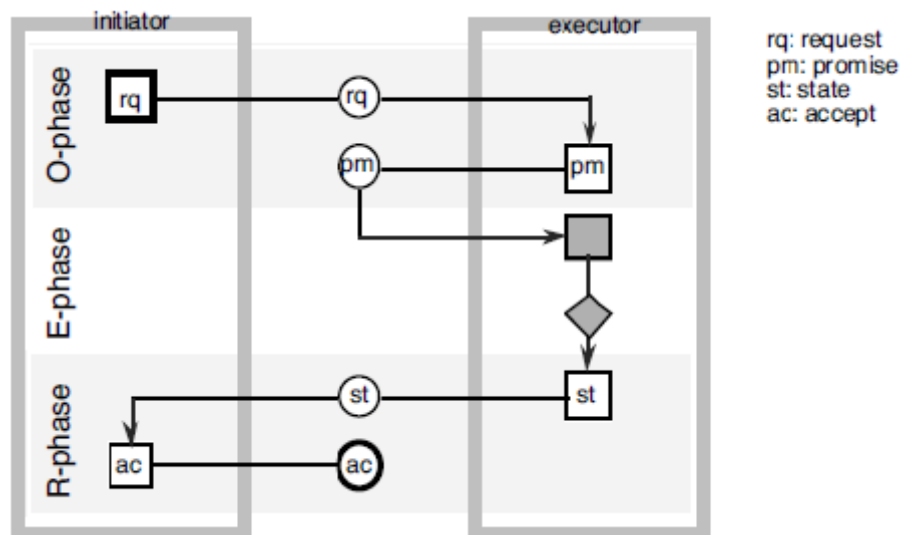 initiator
executor
rq: request
pm: promise
st: state
ac: accept
O-phase
rq
rq
pm
pm
E-phase
R-phase
st
st
ac
ac